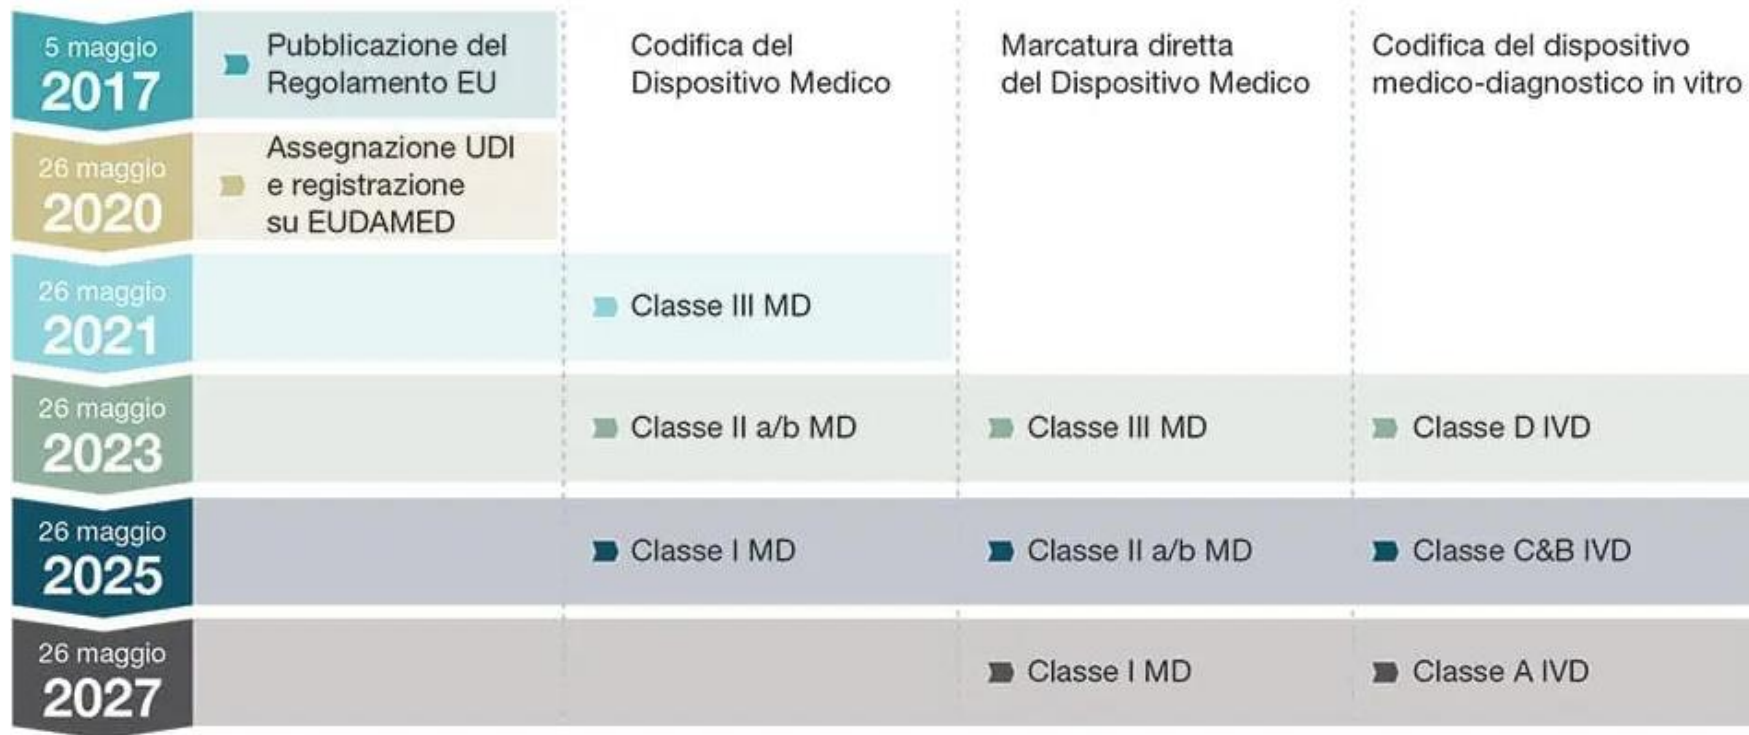 5 maggio
2017
Pubblicazione del
Regolamento EU
Codifica del
Dispositivo Medico
Marcatura diretta
del Dispositivo Medico
Codifica del dispositivo
medico-diagnostico in vitro
26 maggio
2020
Assegnazione UDI
e registrazione
su EUDAMED
26 maggio
2021
Classe III MD
26 maggio
2023
Classe II a/b MD
Classe III MD
Classe D IVD
26 maggio
2025
Classe I MD
Classe II a/b MD
Classe C&B IVD
26 maggio
2027
Classe I MD
Classe A IVD